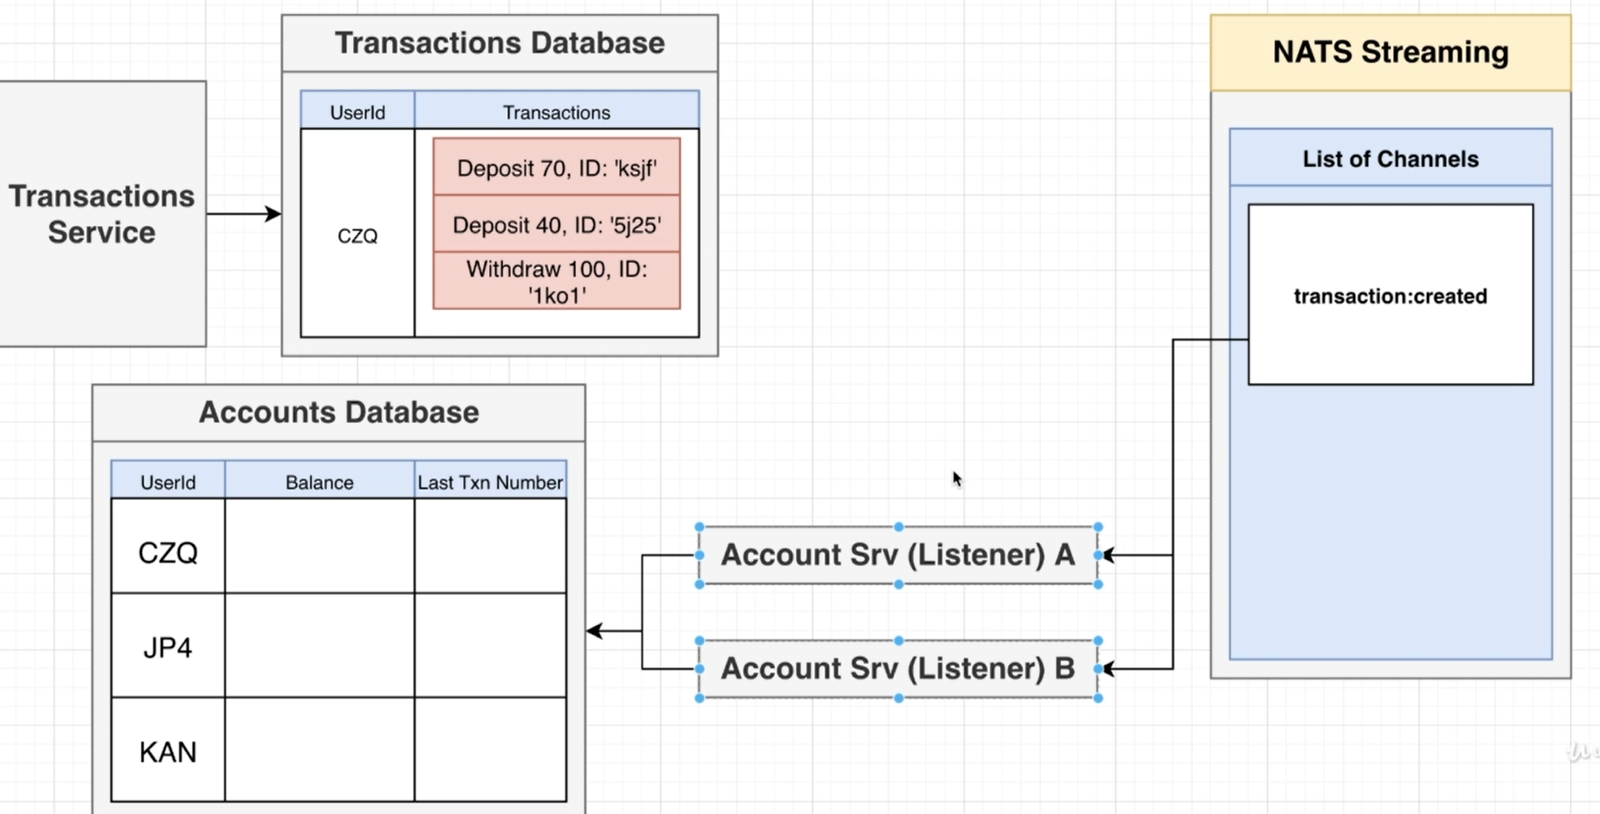 Transactions Database
NATS Streaming
UserId
Transactions
List of Channels
Deposit 70, ID: 'ksjf'
Transactions
Service
Deposit 40, ID: '5j25'
CZQ
Withdraw 100, ID:
'1ko1'
transaction:created
Accounts Database
UserId
Balance
Last Txn Number
CZQ
Account Srv (Listener) A
JP4
Account Srv (Listener) B
KAN